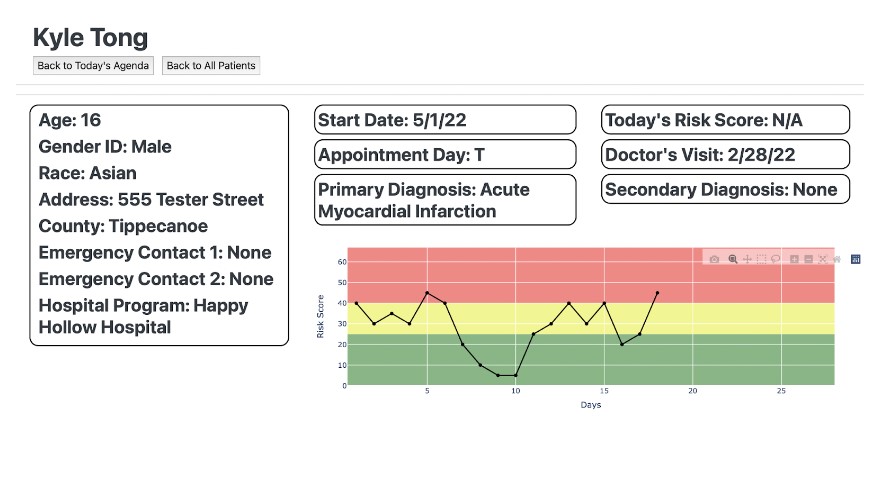 Kyle Tong
Back to Today's Agenda
Back to All Patients
Age: 16
Gender ID: Male
Race: Asian
Address: 555 Tester Street
County: Tippecanoe
Emergency Contact 1: None
Emergency Contact 2: None
Hospital Program: Happy
Hollow Hospital
Start Date: 5/1/22
Appointment Day: T
Primary Diagnosis: Acute
Myocardial Infarction
Today's Risk Score: N/A
Doctor's Visit: 2/28/22
Secondary Diagnosis: None
Risk Score
60
50
40
30
20
10
0
5
10
15
20
25
Days